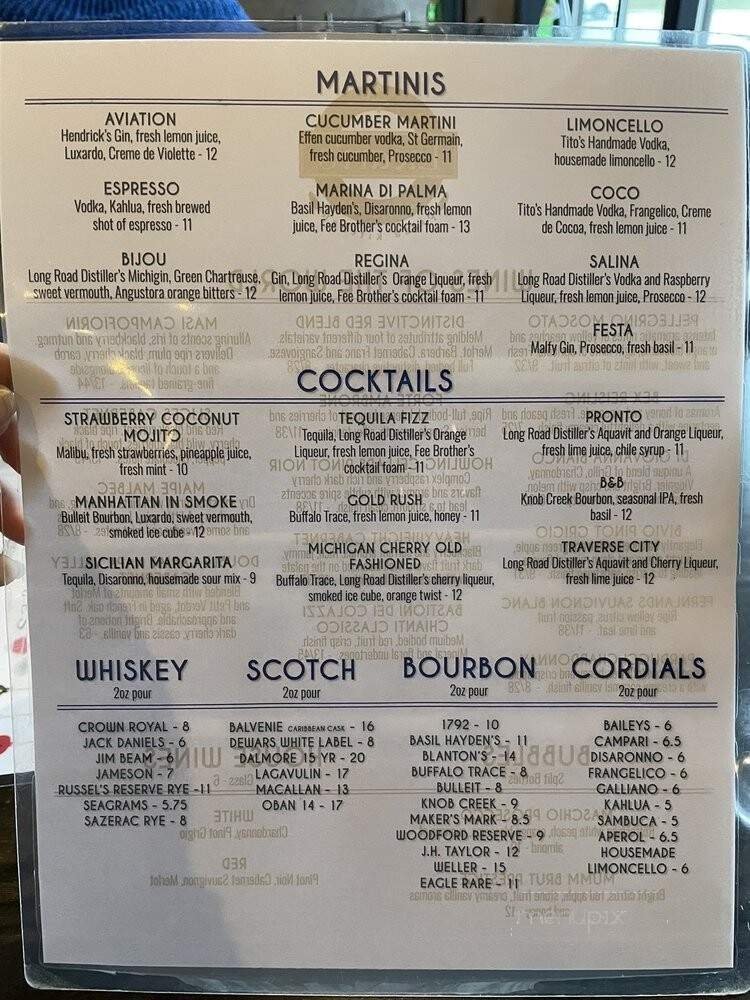 MARTINIS
AVIATION
Hendrick's Gin, fresh lemon juice,
Luxardo, Creme de Violette - 12
CUCUMBER MARTINI
Effen cucumber vodka, St Germain,
fresh cucumber, Prosecco - 11
LIMONCELLO
Tito's Handmade Vodka,
housemade limoncello - 12
ESPRESSO
Vodka, Kahlua, fresh brewed
shot of espresso - 11
MARINA DI PALMA
Basil Hayden's, Disaronno, fresh lemon
juice, Fee Brother's cocktail foam - 13
COCO
Tito's Handmade Vodka, Frangelico, Creme
de Cocoa, fresh lemon juice - 11
BIJOU
Long Road Distiller's Michigin, Green Chartreuse,
sweet vermouth, Angustora orange bitters - 12
REGINA
Gin, Long Road Distiller's Orange Liqueur, fresh
lemon juice, Fee Brother's cocktail foam - 11
SALINA
Long Road Distiller's Vodka and Raspberry
Liqueur, fresh lemon juice, Prosecco - 12
FESTA
Malfy Gin, Prosecco, fresh basil - 11
COCKTAILS
STRAWBERRY COCONUT
MOJITO
Malibu, fresh strawberries, pineapple juice,
fresh mint - 10
TEQUILA FIZZ
Tequila, Long Road Distiller's Orange
Liqueur, fresh lemon juice, Fee Brother's
cocktail foam - 11
PRONTO
Long Road Distiller's Aquavit and Orange Liqueur,
fresh lime juice, chile syrup - 11
MANHATTAN IN SMOKE
Bulleit Bourbon, Luxardo, sweet vermouth,
smoked ice cube - 12
GOLD RUSH
Buffalo Trace, fresh lemon juice, honey - 11
B&B
Knob Creek Bourbon, seasonal IPA, fresh
basil - 12
SICILIAN MARGARITA
Tequila, Disaronno, housemade sour mix - 9
MICHIGAN CHERRY OLD
FASHIONED
Buffalo Trace, Long Road Distiller's cherry liqueur,
smoked ice cube, orange twist - 12
TRAVERSE CITY
Long Road Distiller's Aquavit and Cherry Liqueur,
fresh lime juice - 12
WHISKEY
2oz pour
CROWN ROYAL - 8
JACK DANIELS - 6
JIM BEAM
JAMESON - 7
RUSSEL'S RESERVE RYE -11
SEAGRAMS - 5.75
SAZERAC RYE - 8
SCOTCH
2oz pour
BALVENIE CARIBBEAN CASK - 16
DEWARS WHITE LABEL - 8
DALMORE 15 YR - 20
LAGAVULIN - 17
MACALLAN - 13
OBAN 14 - 17
BOURBON
2oz pour
1792 - 10
BASIL HAYDEN'S - 11
BLANTON'S - 14
BUFFALO TRACE - 8
BULLEIT - 8
KNOB CREEK - 9
MAKER'S MARK - 8.5
WOODFORD RESERVE - 9
J.H. TAYLOR - 12
WELLER - 15
EAGLE RARE - 11
CORDIALS
2oz pour
BAILEYS - 6
CAMPARI - 6.5
DISARONNO - 6
FRANGELICO - 6
GALLIANO - 6
KAHLUA - 5
SAMBUCA - 5
APEROL - 6.5
HOUSEMADE
LIMONCELLO - 6